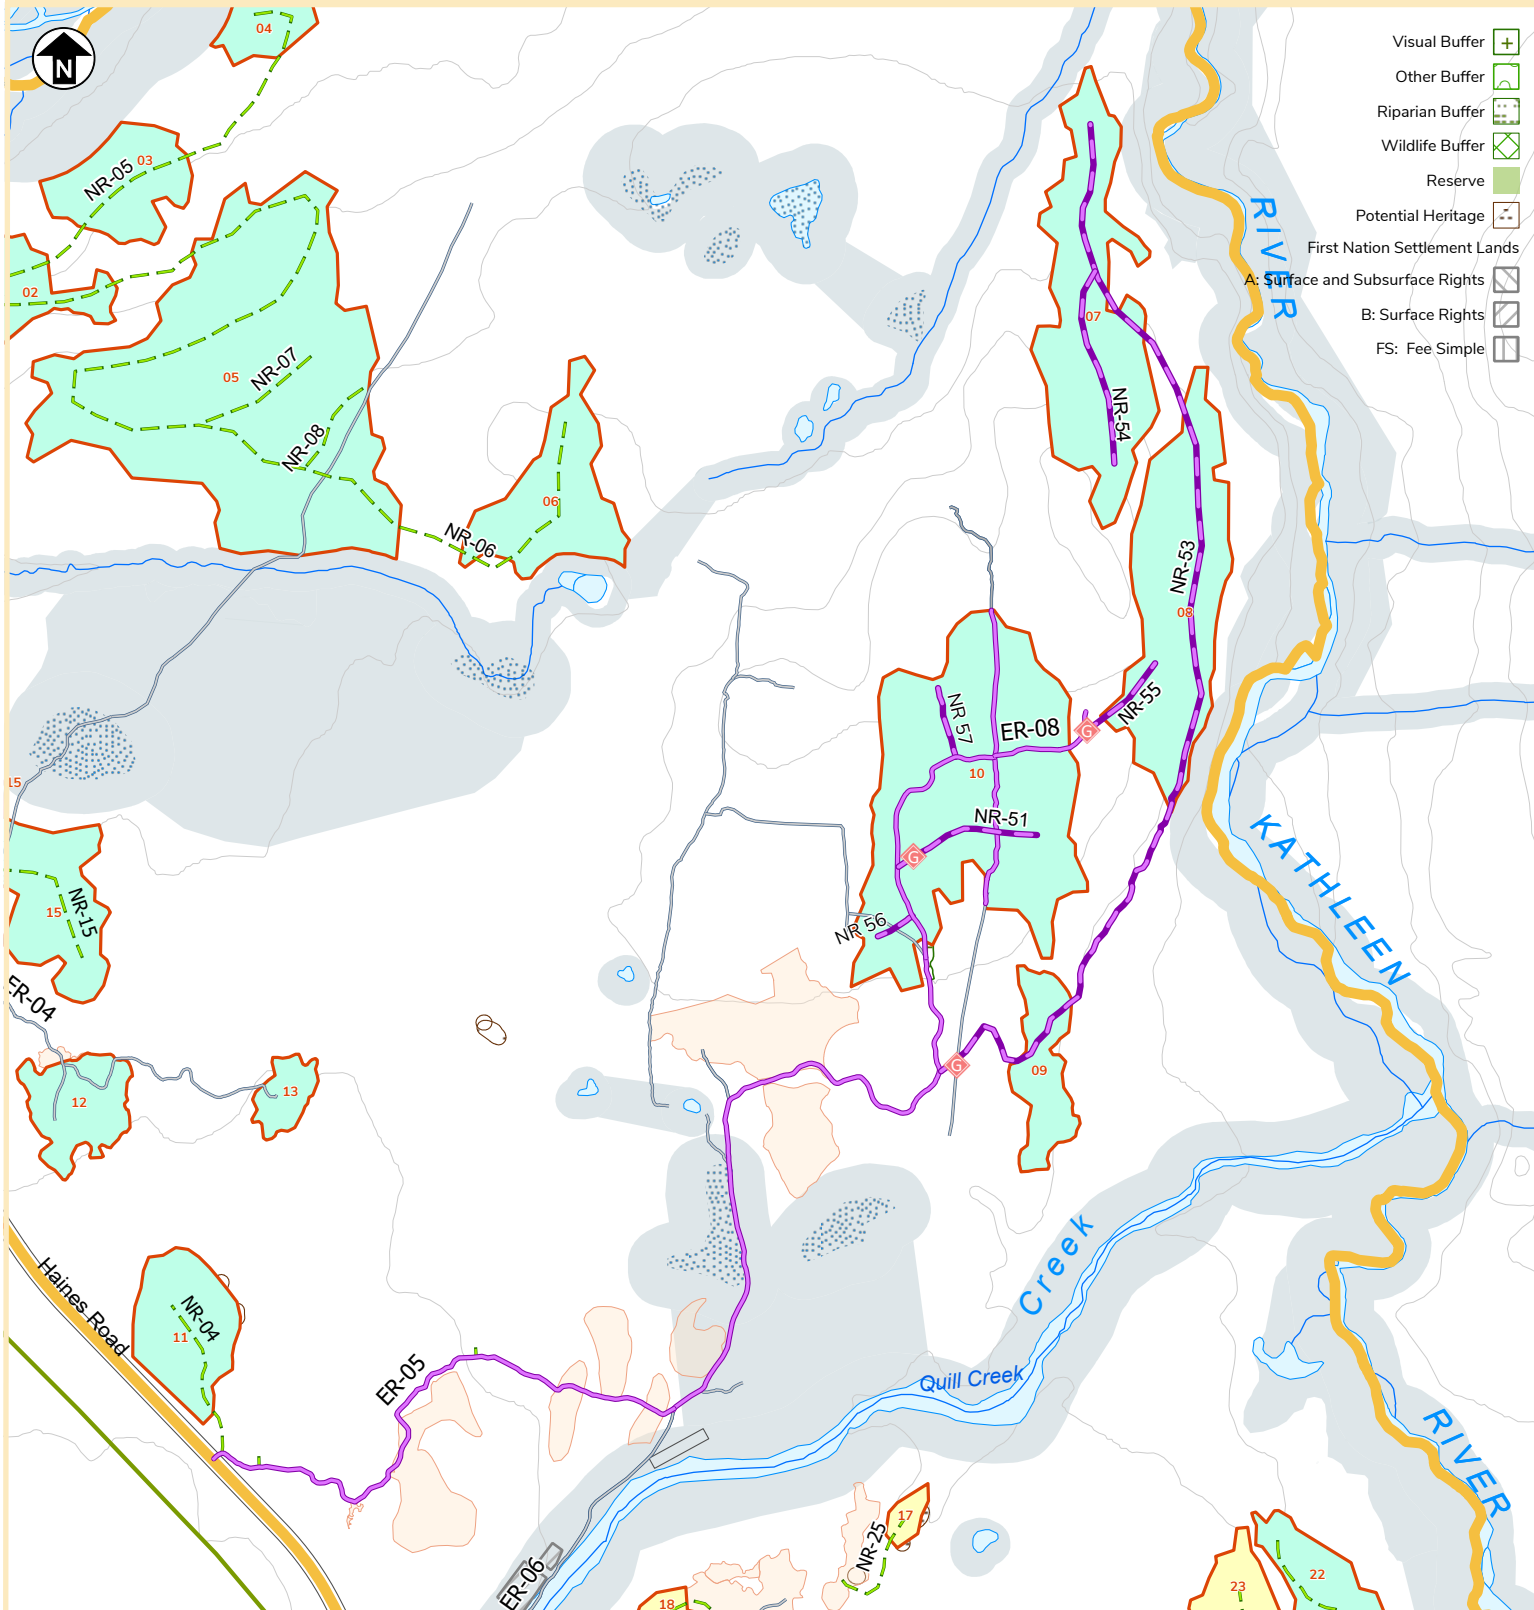 04
N
Visual Buffer
Other Buffer
Riparian Buffer
Wildlife Buffer
Reserve
Potential Heritage
First Nation Settlement Lands
A: Surface and Subsurface Rights
B: Surface Rights
FS: Fee Simple
RIVER
03
NR-05
02
05
NR-07
NR-08
06
NR-06
07
NR-54
NR-53
08
NR-55
NR 57
ER-08
10
G
NR-51
G
NR 56
KATHLEEN
15
15
NR-15
ER-04
12
13
G
09
Creek
Haines Road
NR-04
11
ER-05
Quill Creek
RIVER
17
NR-25
ER-06
18
23
22